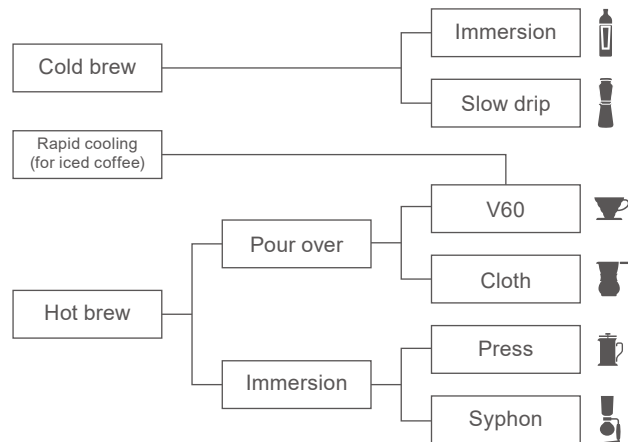 Immersion
Cold brew
Slow drip
Rapid cooling
(for iced coffee)
V60
Pour over
Cloth
Hot brew
Press
Immersion
Syphon